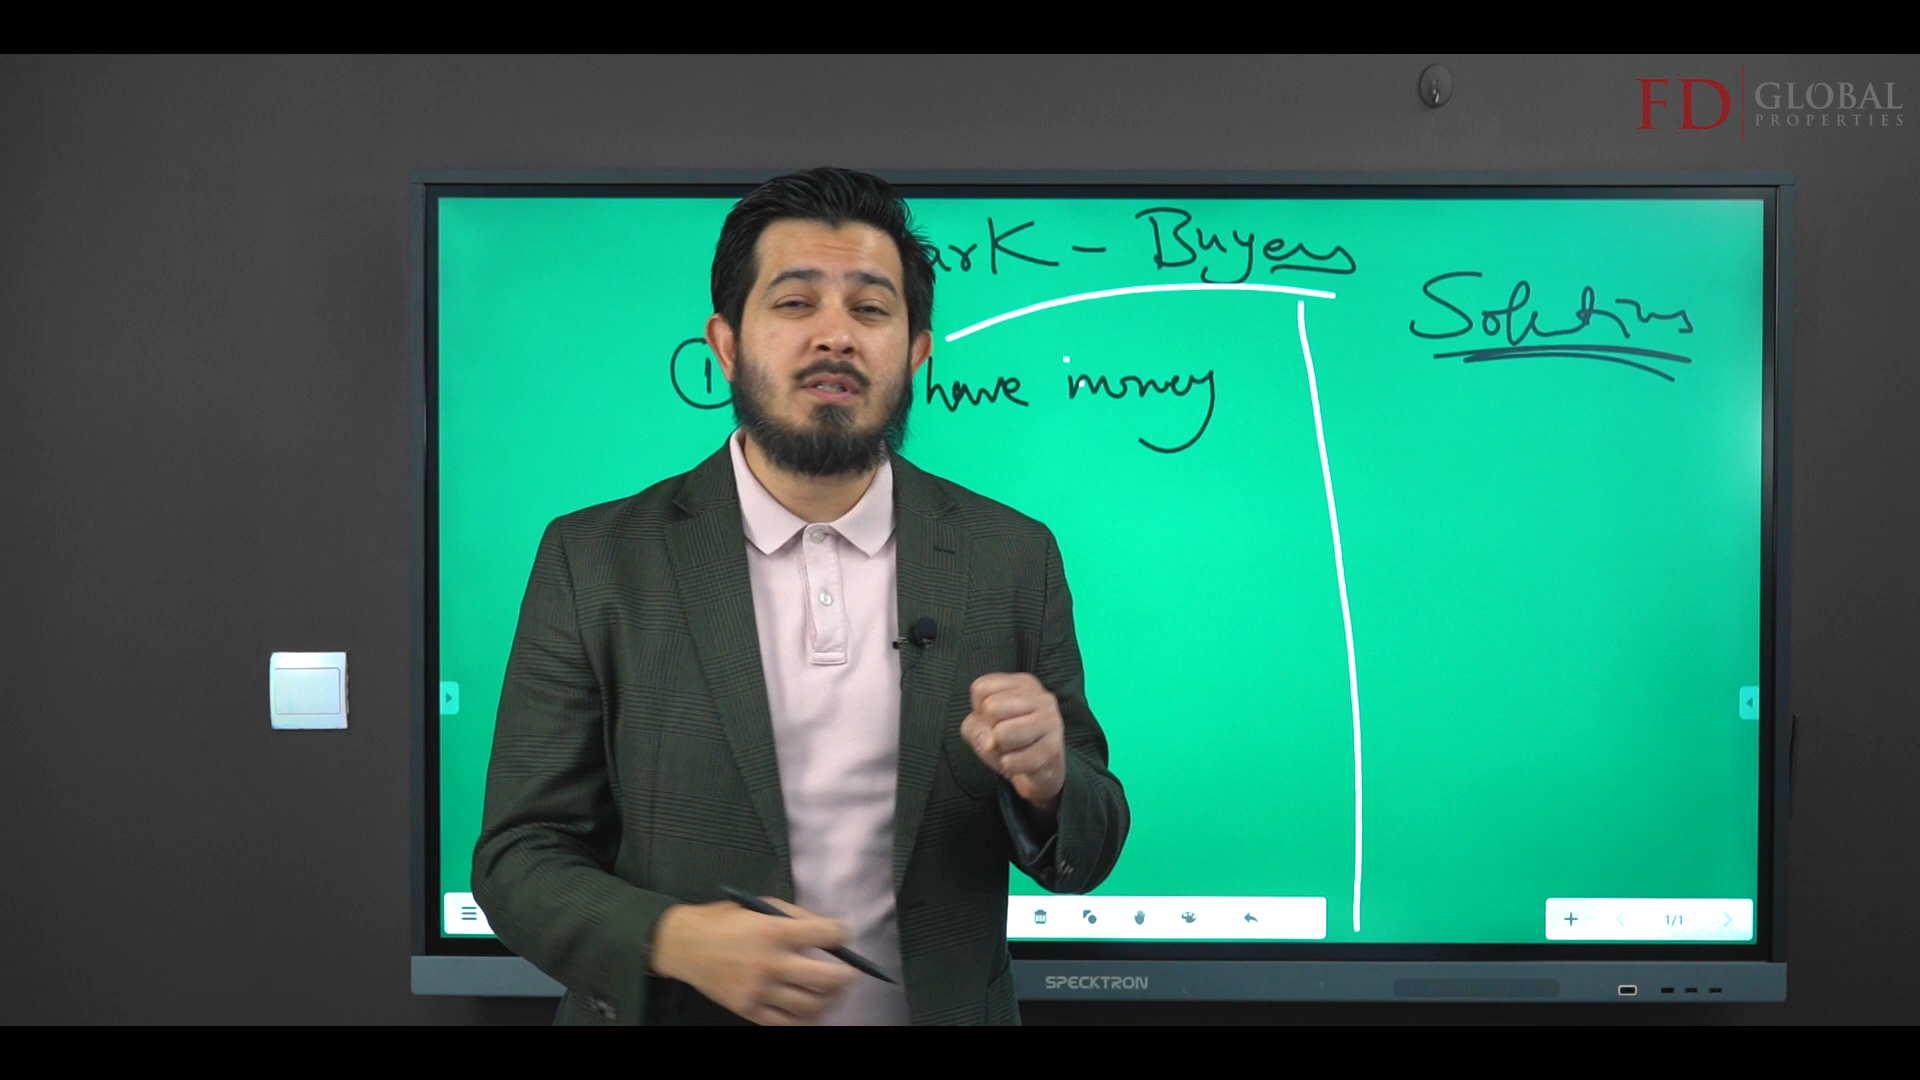 FD GLOBAL
PROPERTIES
ark - Buyers
Solutions
1 have money
1/1
SPECKTRON